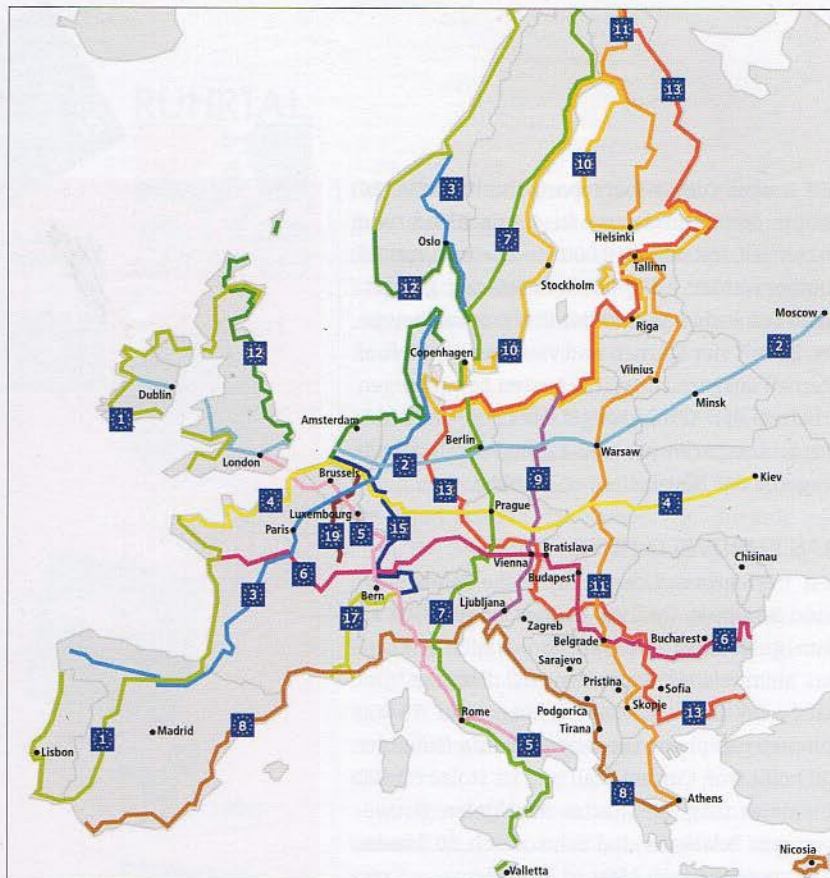 11
13
10
3
7
Oslo
Helsinki
Tallinn
Stockholm
12
Moscow
Riga
2
12
Copenhagen
10
Vilnius
Dublin
Minsk
1
Amsterdam
Berlin
London
Warsaw
Brussels
2
9
Kiev
4
13
4
Luxembourg
Prague
15
Paris
5
19
Vienna
Bratislava
Chisinau
6
Budapest
3
Bern
11
17
7
Ljubljana
Zagreb
Belgrade
Bucharest
6
Sarajevo
Pristina
Sofia
Podgorica
Skopje
13
Rome
Tirana
Madrid
8
5
Lisbon
1
8
Athens
Nicosia
Valletta